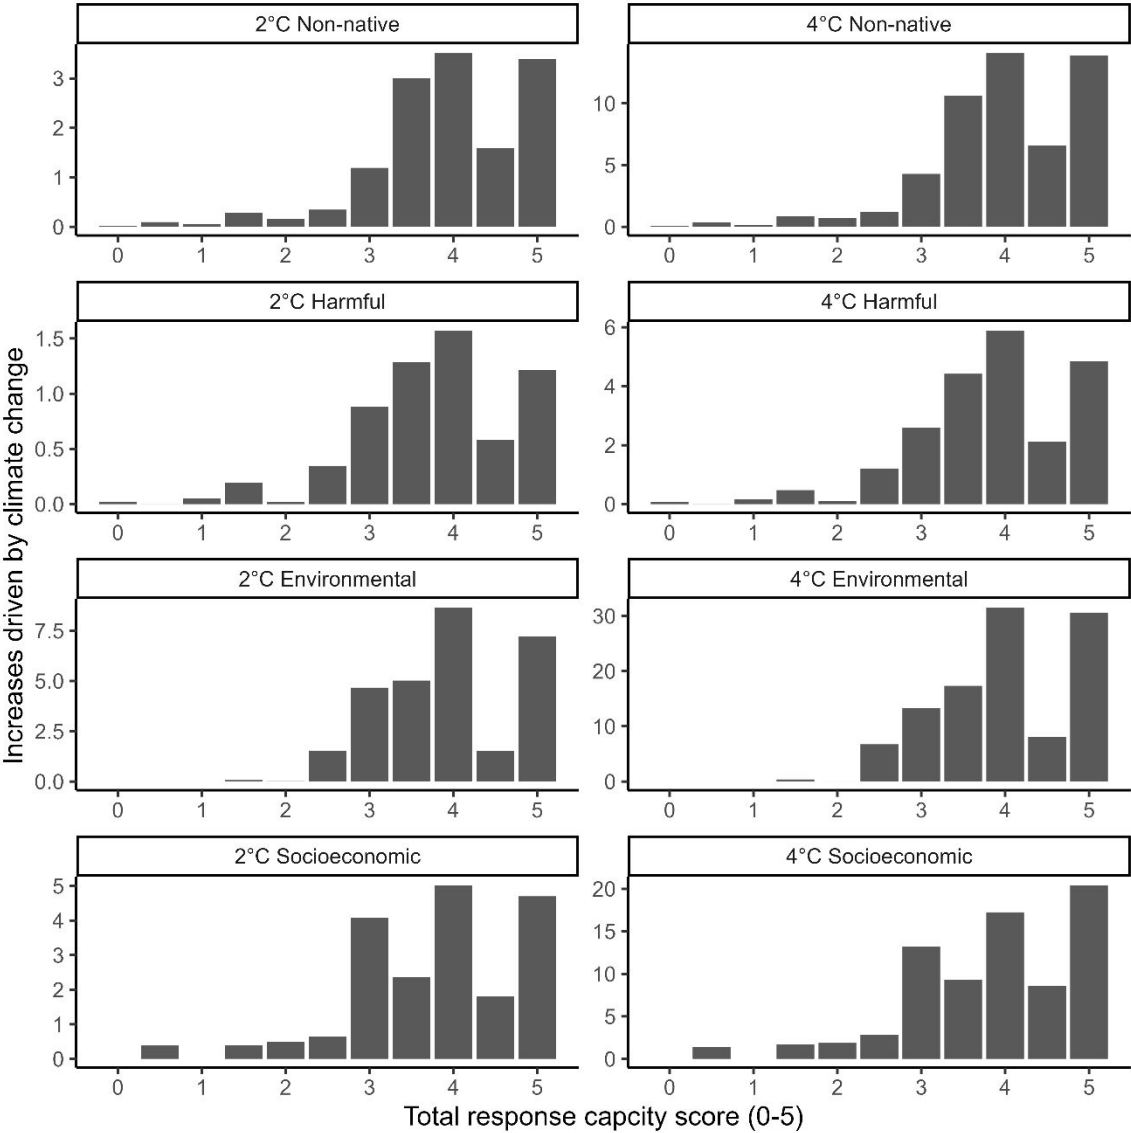 2°C Non-native
4°C Non-native
3
2
1
0
10
5
0
0 1 2 3 4 5
0 1 2 3 4 5
2°C Harmful
4°C Harmful
1.5
1.0
0.5
0.0
6
4
2
0
0 1 2 3 4 5
0 1 2 3 4 5
Increases driven by climate change
2°C Environmental
4°C Environmental
7.5
5.0
2.5
0.0
30
20
10
0
0 1 2 3 4 5
0 1 2 3 4 5
2°C Socioeconomic
4°C Socioeconomic
5
4
3
2
1
0
20
15
10
5
0
0 1 2 3 4 5
0 1 2 3 4 5
Total response capcity score (0-5)